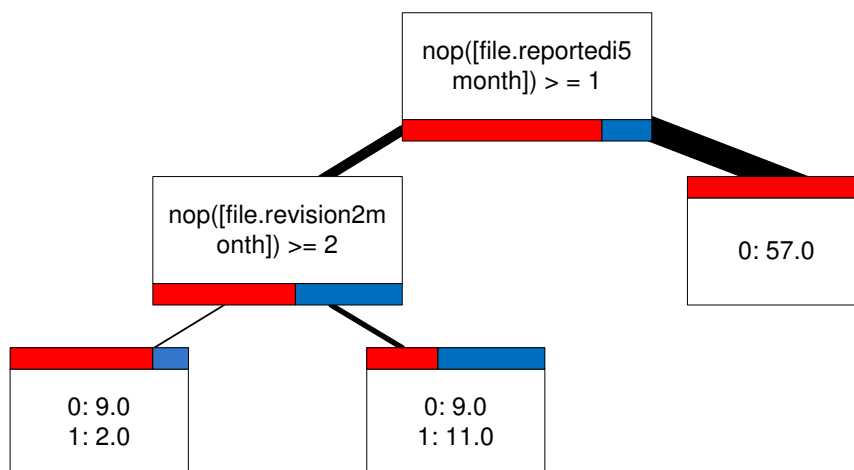 nop([file.reportedi5
month]) > = 1
nop([file.revision2m
onth]) >= 2
0: 57.0
0: 9.0
1: 2.0
0: 9.0
1: 11.0